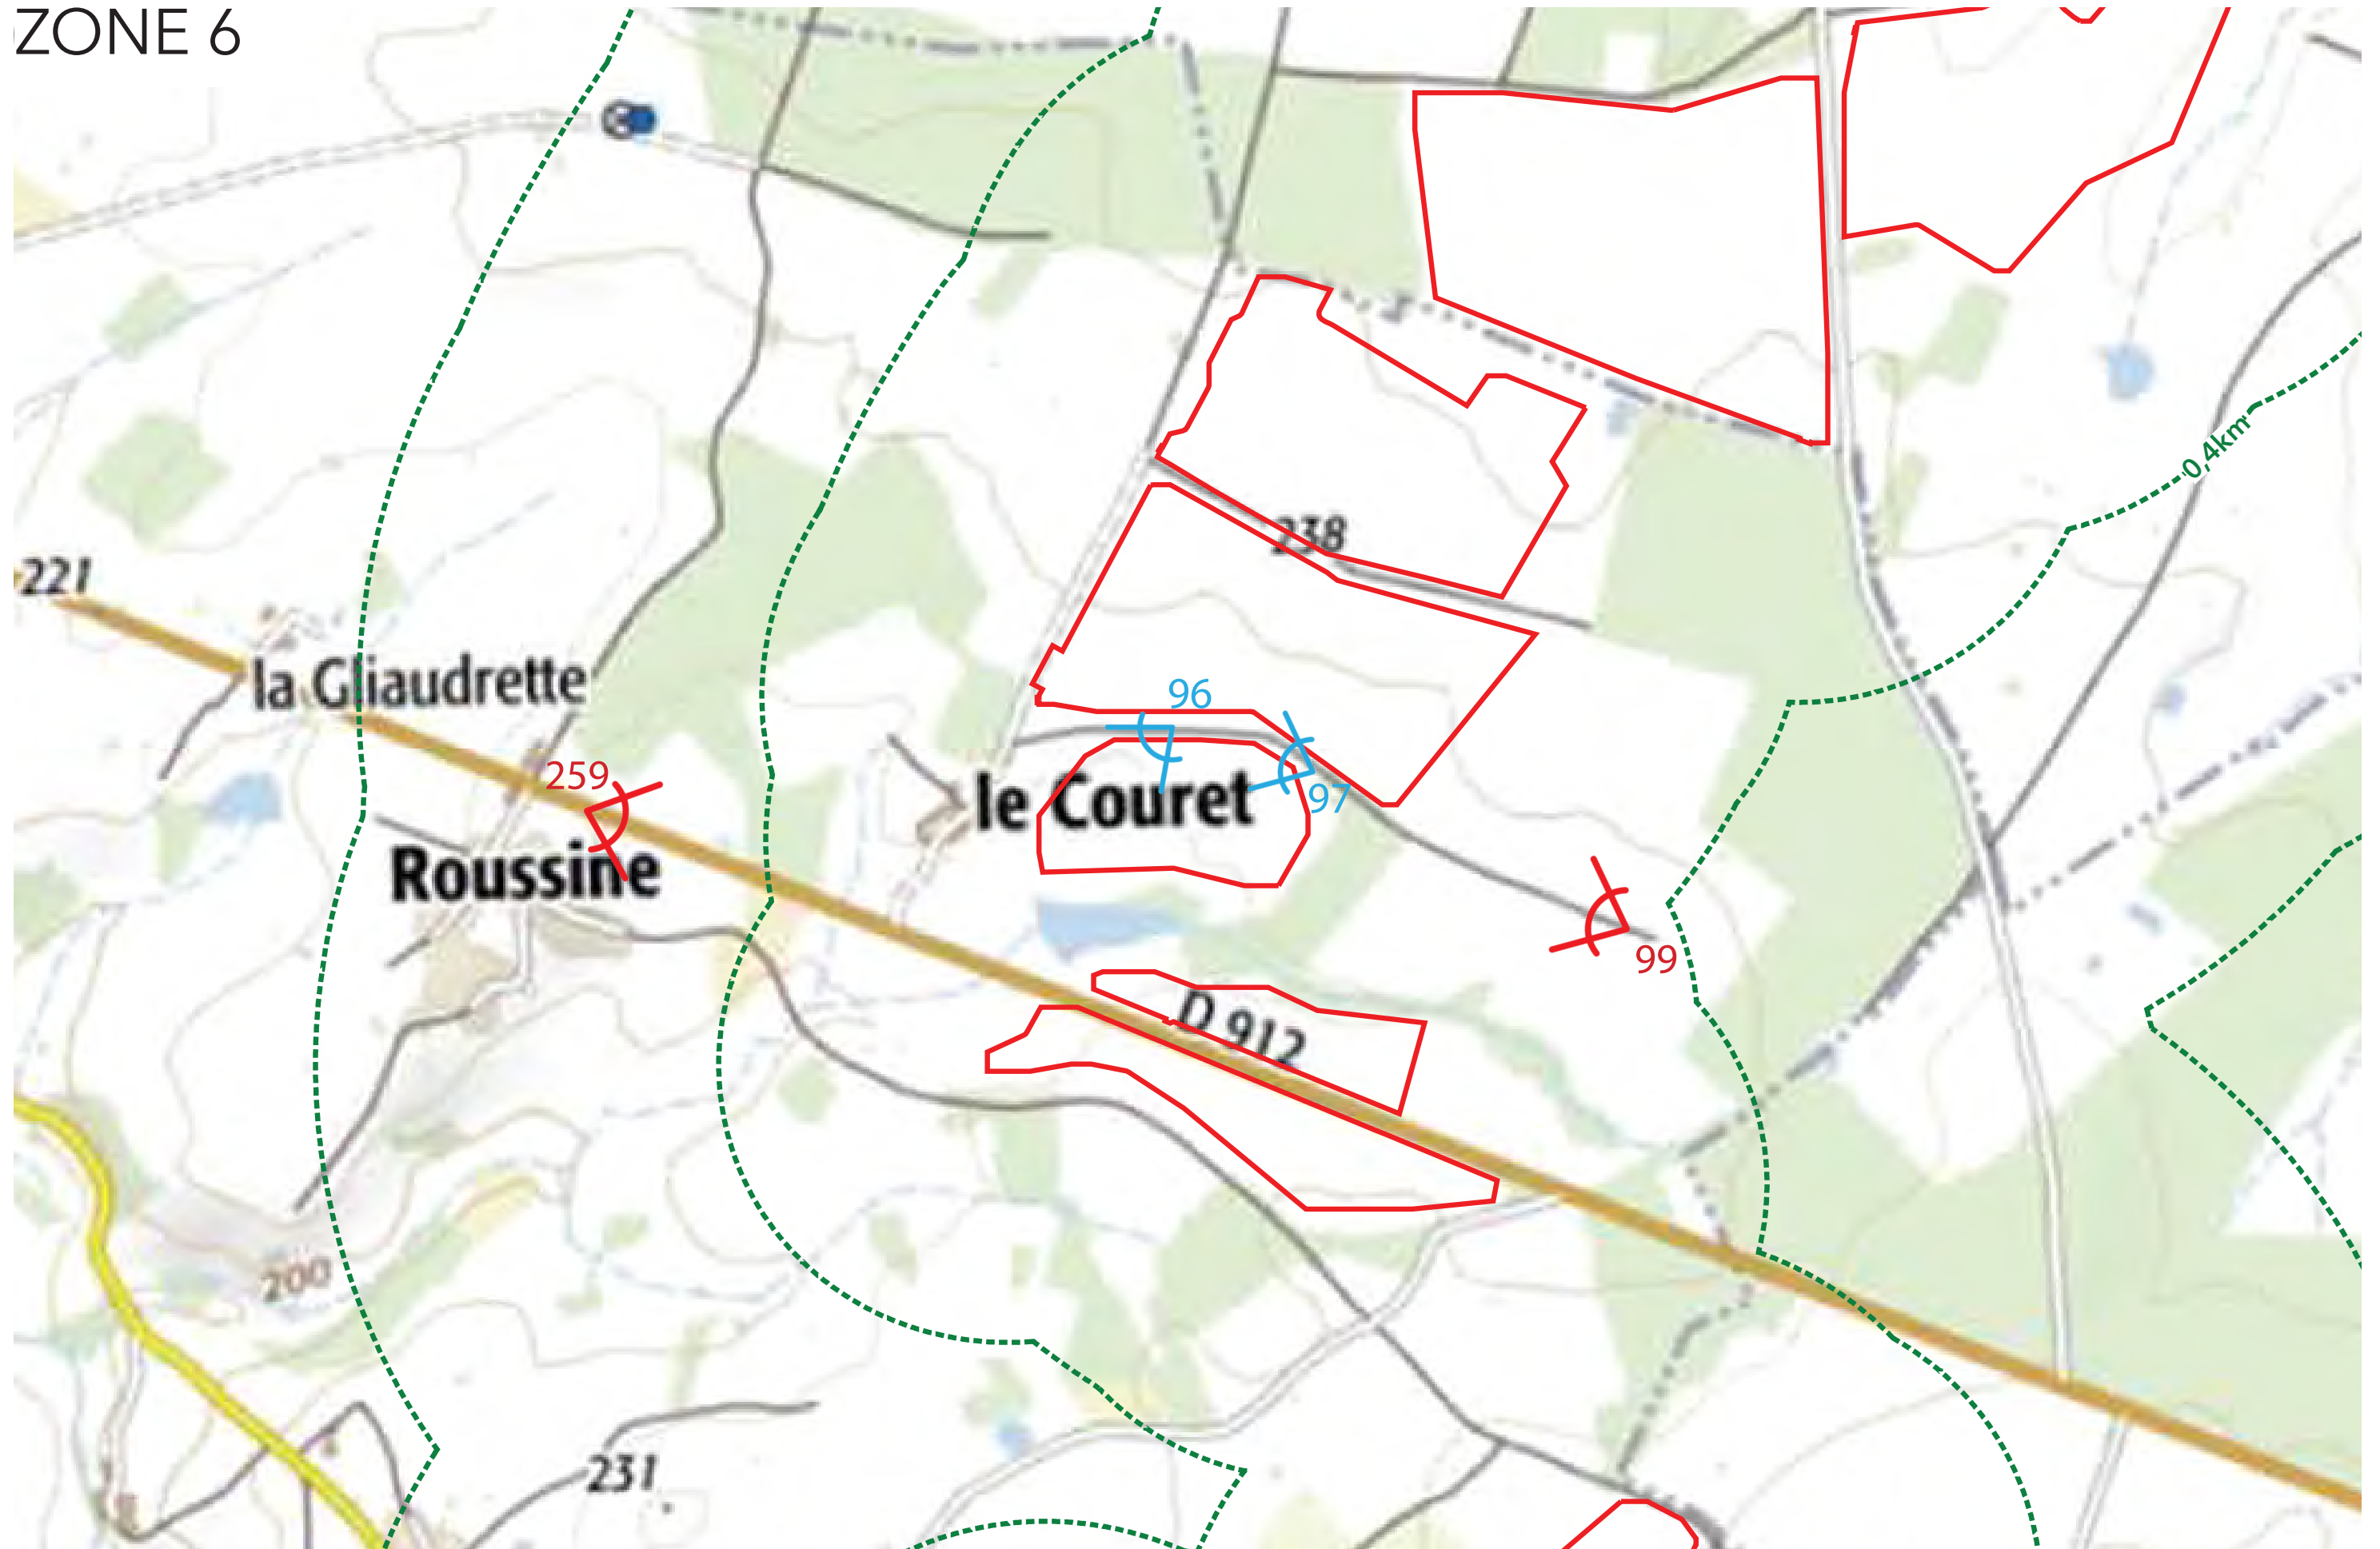 ZONE 6
0,4km
238
221
la Gliaudrette
96
259
97
le Couret
Roussine
99
D 912
200
231